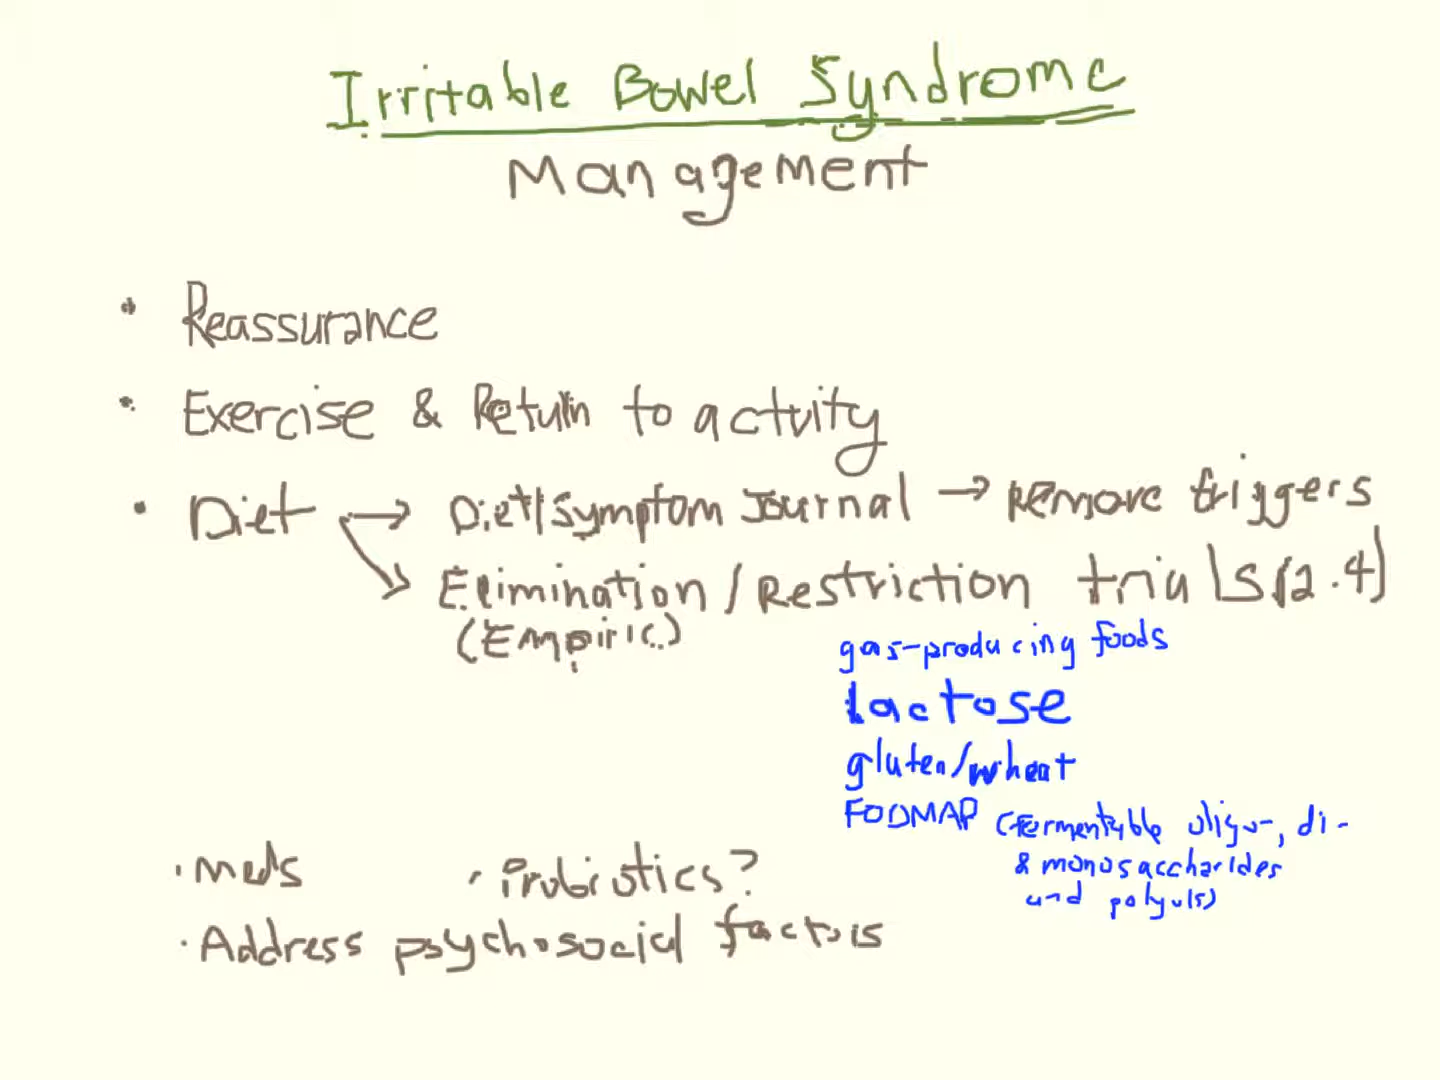 Irritable Bowel Syndrome
Management
• Reassurance
• Exercise & Return to activity
• Diet → Diet/Symptom Journal → Remove triggers
→ Elimination/Restriction trials (2.4)
(Empiric)
gas-producing foods
lactose
gluten/wheat
FODMAP (fermentable oligo-, di-
& monosaccharides
and polyols)
• Meds • Probiotics?
• Address psychosocial factors